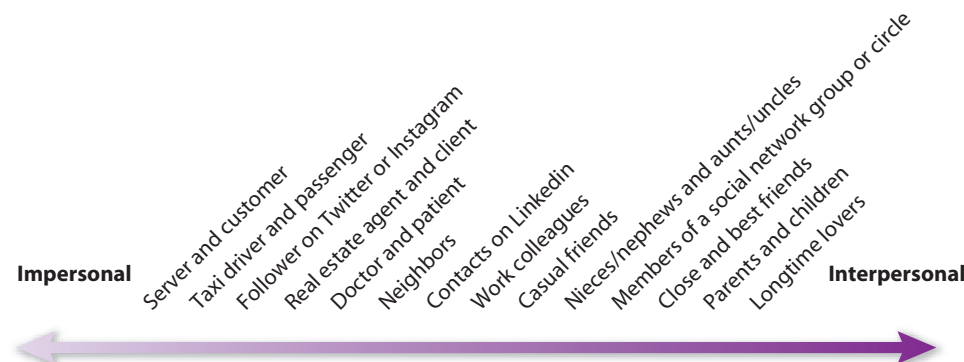 Impersonal
Server and customer
Taxi driver and passenger
Follower on Twitter or Instagram
Real estate agent and client
Doctor and patient
Neighbors
Contacts on Linkedin
Work colleagues
Casual friends
Nieces/nephews and aunts/uncles
Members of a social network group or circle
Close and best friends
Parents and children
Longtime lovers
Interpersonal